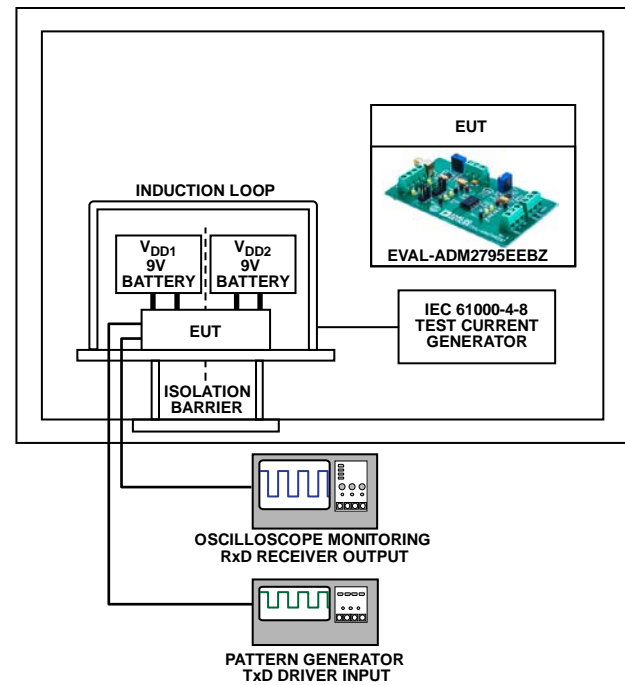 EUT
EVAL-ADM2795EEBZ
INDUCTION LOOP
VDD1
9V
BATTERY
VDD2
9V
BATTERY
EUT
IEC 61000-4-8
TEST CURRENT
GENERATOR
ISOLATION
BARRIER
OSCILLOSCOPE MONITORING
RxD RECEIVER OUTPUT
PATTERN GENERATOR
TxD DRIVER INPUT